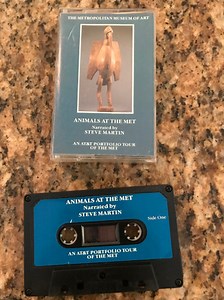 THE METROPOLITAN MUSEUM OF ART
ANIMALS AT THE MET
Narrated by
STEVE MARTIN
AN AT&T PORTFOLIO TOUR
OF THE MET
ANIMALS AT THE MET
Narrated by
STEVE MARTIN
Side One
AN AT&T PORTFOLIO TOUR
OF THE MET